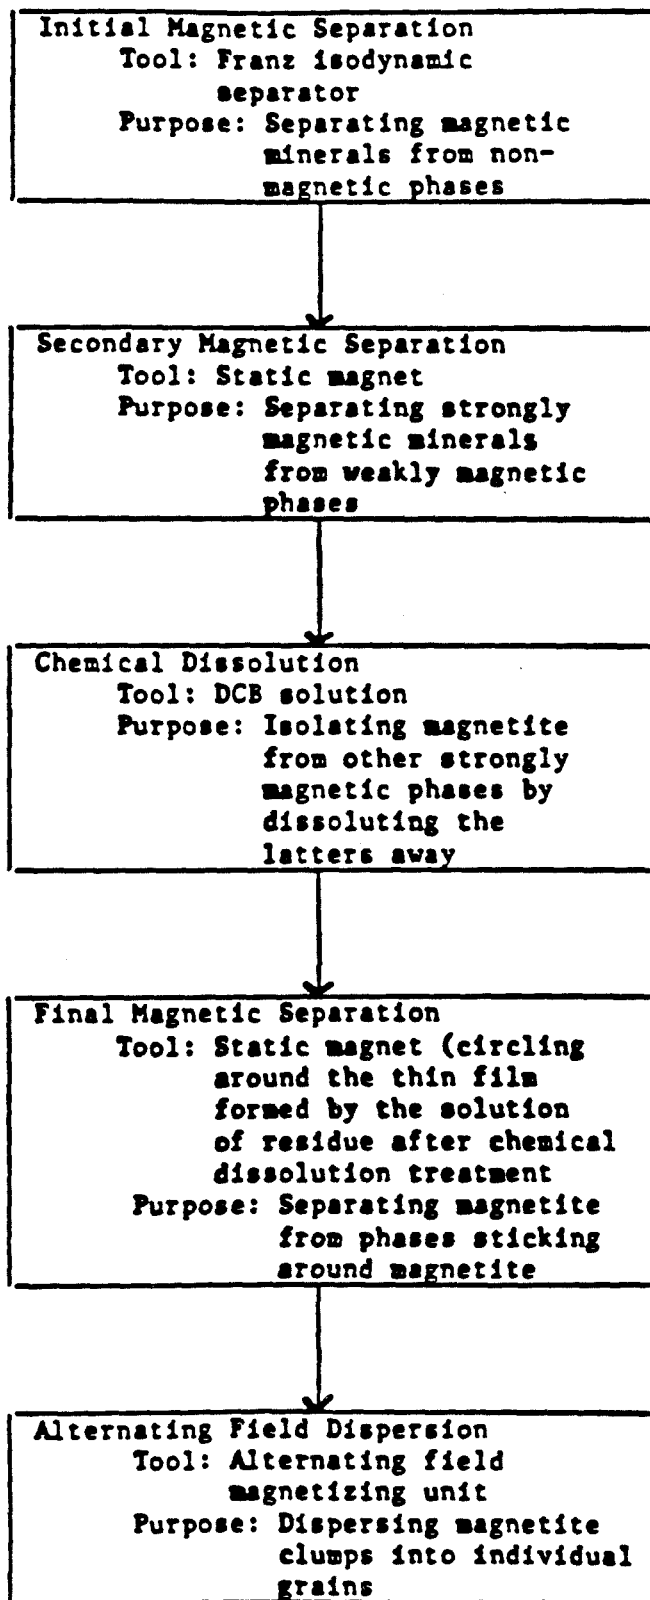 Initial Magnetic Separation
Tool: Franz isodynamic
separator
Purpose: Separating magnetic
minerals from non-
magnetic phases
Secondary Magnetic Separation
Tool: Static magnet
Purpose: Separating strongly
magnetic minerals
from weakly magnetic
phases
Chemical Dissolution
Tool: DCB solution
Purpose: Isolating magnetite
from other strongly
magnetic phases by
dissoluting the
latters away
Final Magnetic Separation
Tool: Static magnet (circling
around the thin film
formed by the solution
of residue after chemical
dissolution treatment
Purpose: Separating magnetite
from phases sticking
around magnetite
Alternating Field Dispersion
Tool: Alternating field
magnetizing unit
Purpose: Dispersing magnetite
clumps into individual
grains